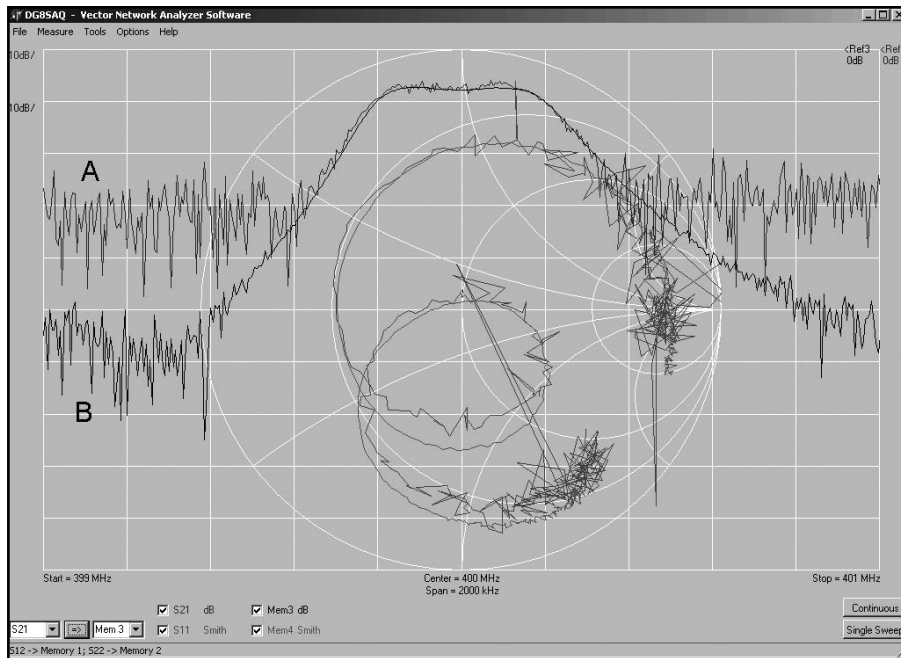 DG8SAQ - Vector Network Analyzer Software
File Measure Tools Options Help
10dB/
<Ref3 <Ref
0dB 0dB
10dB/
A
B
Start = 399 MHz Center = 400 MHz Stop = 401 MHz
Span = 2000 kHz
S21 dB Mem3 dB Continuous
S21 => Mem 3 S11 Smith Mem4 Smith Single Sweep
S12 -> Memory 1; S22 -> Memory 2